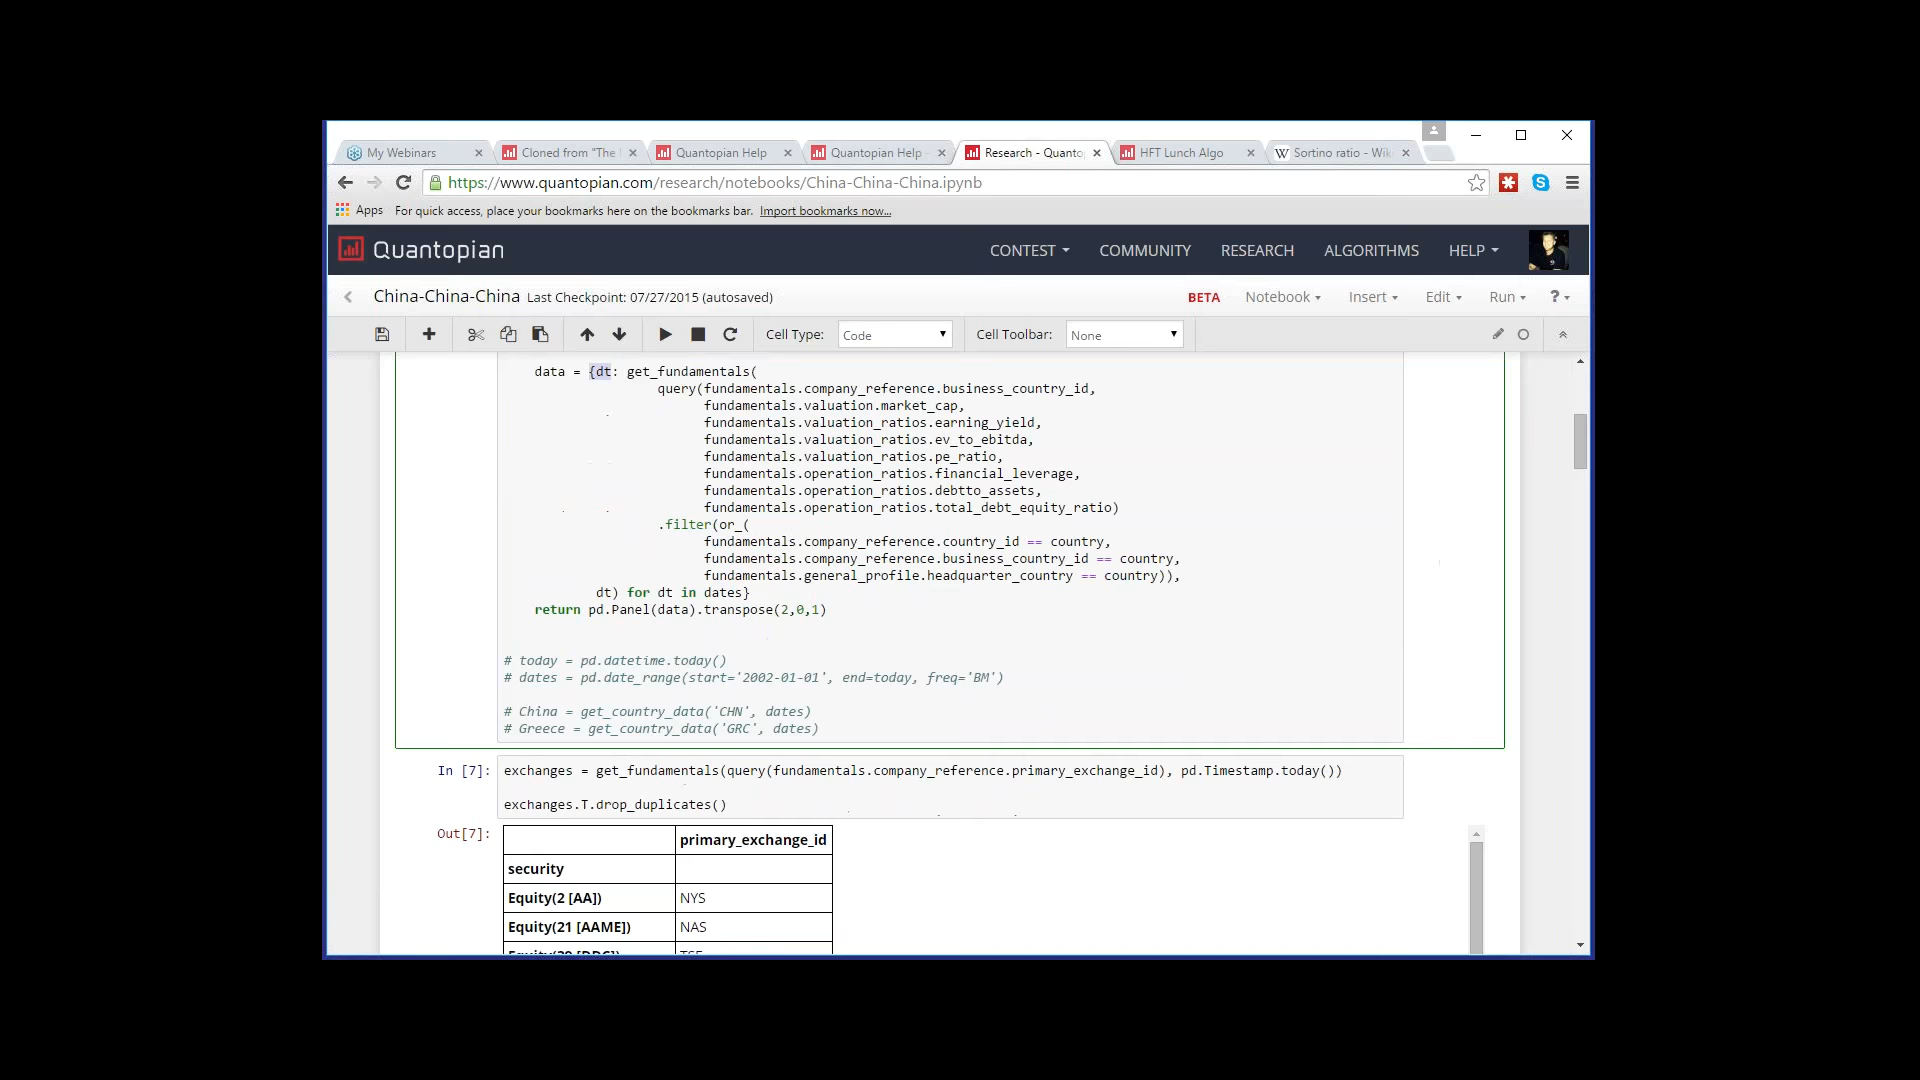 My Webinars
Cloned from "The
Quantopian Help
Quantopian Help
Research - Quanto
HFT Lunch Algo
W Sortino ratio - Wik
https://www.quantopian.com/research/notebooks/China-China-China.ipynb
Apps For quick access, place your bookmarks here on the bookmarks bar. Import bookmarks now...
Quantopian CONTEST COMMUNITY RESEARCH ALGORITHMS HELP
China-China-China Last Checkpoint: 07/27/2015 (autosaved) BETA Notebook Insert Edit Run ?
Cell Type: Code Cell Toolbar: None
data = {dt: get_fundamentals(
query(fundamentals.company_reference.business_country_id,
fundamentals.valuation.market_cap,
fundamentals.valuation_ratios.earning_yield,
fundamentals.valuation_ratios.ev_to_ebitda,
fundamentals.valuation_ratios.pe_ratio,
fundamentals.operation_ratios.financial_leverage,
fundamentals.operation_ratios.debtto_assets,
fundamentals.operation_ratios.total_debt_equity_ratio)
.filter(or_(
fundamentals.company_reference.country_id == country,
fundamentals.company_reference.business_country_id == country,
fundamentals.general_profile.headquarter_country == country)),
dt) for dt in dates}
return pd.Panel(data).transpose(2,0,1)
# today = pd.datetime.today()
# dates = pd.date_range(start='2002-01-01', end=today, freq='BM')
# China = get_country_data('CHN', dates)
# Greece = get_country_data('GRC', dates)
In [7]: exchanges = get_fundamentals(query(fundamentals.company_reference.primary_exchange_id), pd.Timestamp.today())
exchanges.T.drop_duplicates()
Out[7]:
primary_exchange_id
security
Equity(2 [AA]) NYS
Equity(21 [AAME]) NAS